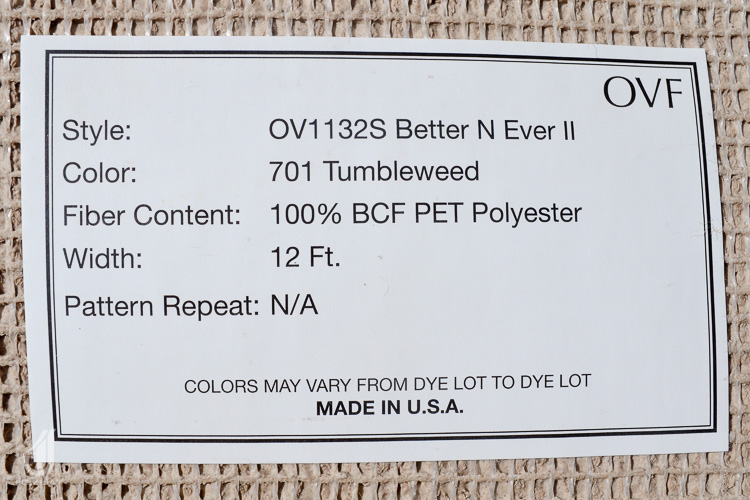 OVF
Style: OV1132S Better N Ever II
Color: 701 Tumbleweed
Fiber Content: 100% BCF PET Polyester
Width: 12 Ft.
Pattern Repeat: N/A
COLORS MAY VARY FROM DYE LOT TO DYE LOT
MADE IN U.S.A.